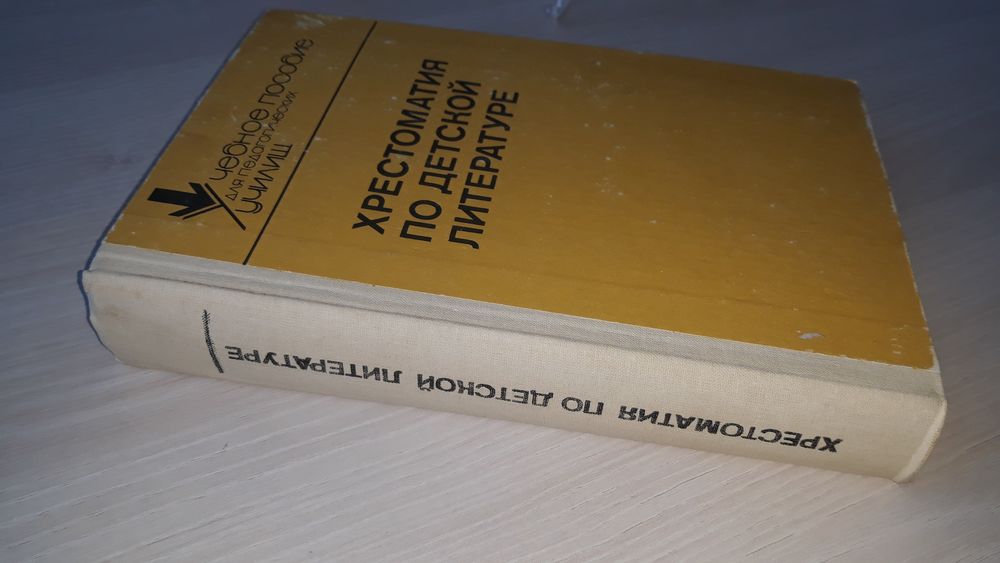 Учебное пособие
для педагогических
училищ
ХРЕСТОМАТИЯ
ПО ДЕТСКОЙ
ЛИТЕРАТУРЕ
ХРЕСТОМАТИЯ ПО ДЕТСКОЙ ЛИТЕРАТУРЕ